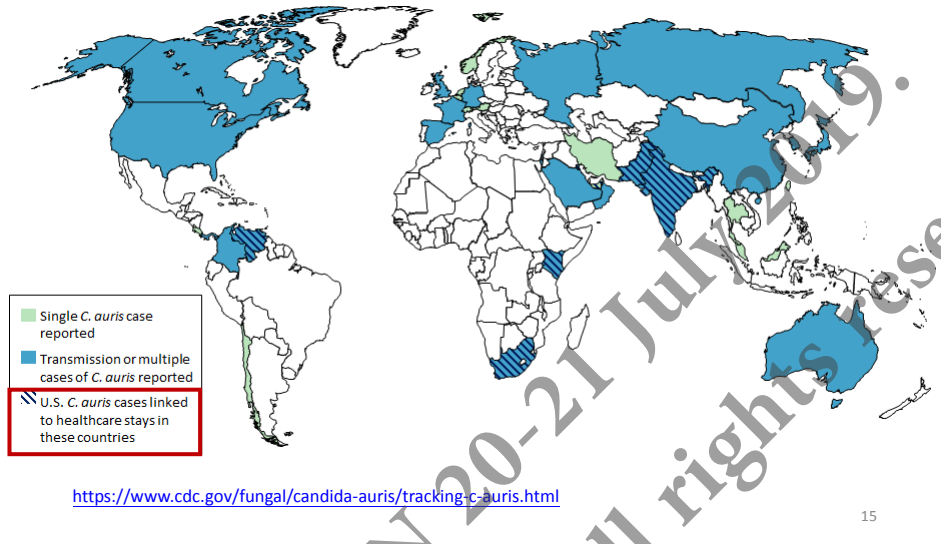 Single C. auris case
reported
Transmission or multiple
cases of C. auris reported
U.S. C. auris cases linked
to healthcare stays in
these countries
https://www.cdc.gov/fungal/candida-auris/tracking-c-auris.html
15
20-21 July 2019.
all rights